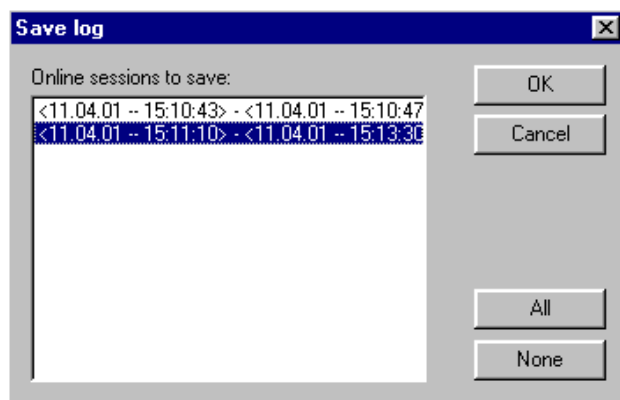 Save log
Online sessions to save:
<11.04.01 -- 15:10:43> - <11.04.01 -- 15:10:47
<11.04.01 -- 15:11:10> - <11.04.01 -- 15:13:30
OK
Cancel
All
None